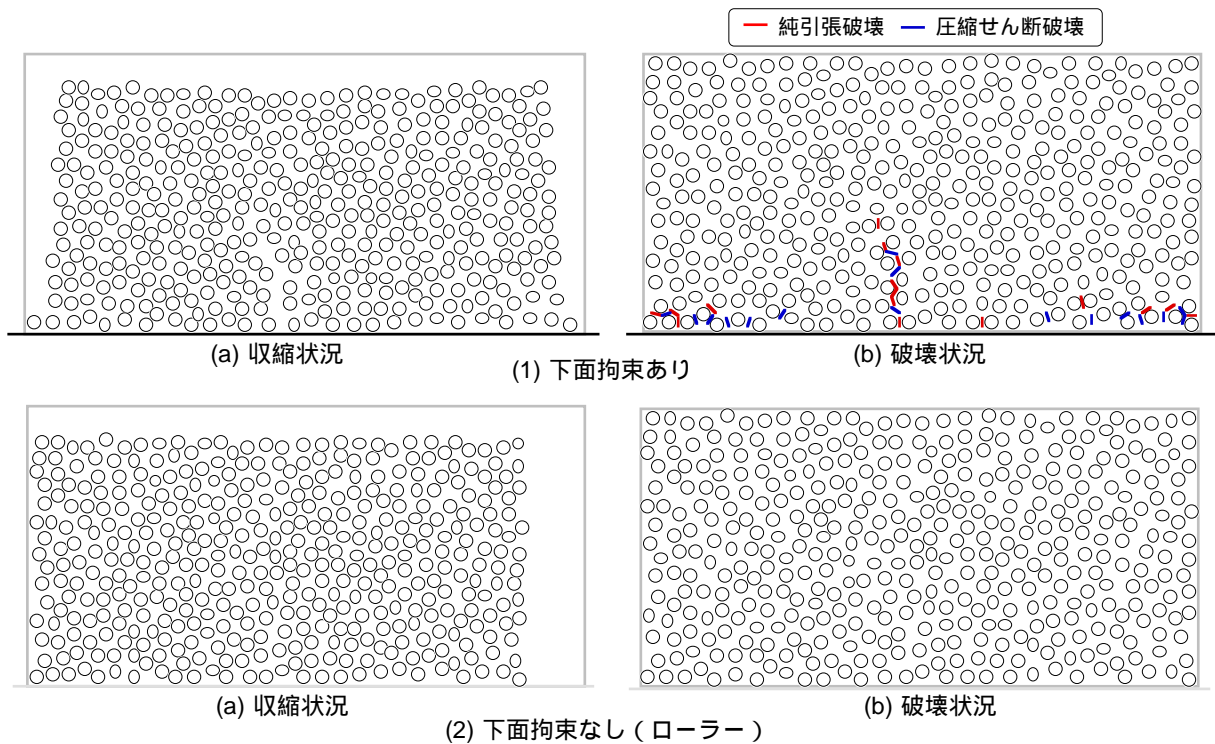 純引張破壊 圧縮せん断破壊
(a) 収縮状況 (b) 破壊状況
(1) 下面拘束あり
(a) 収縮状況 (b) 破壊状況
(2) 下面拘束なし（ローラー）